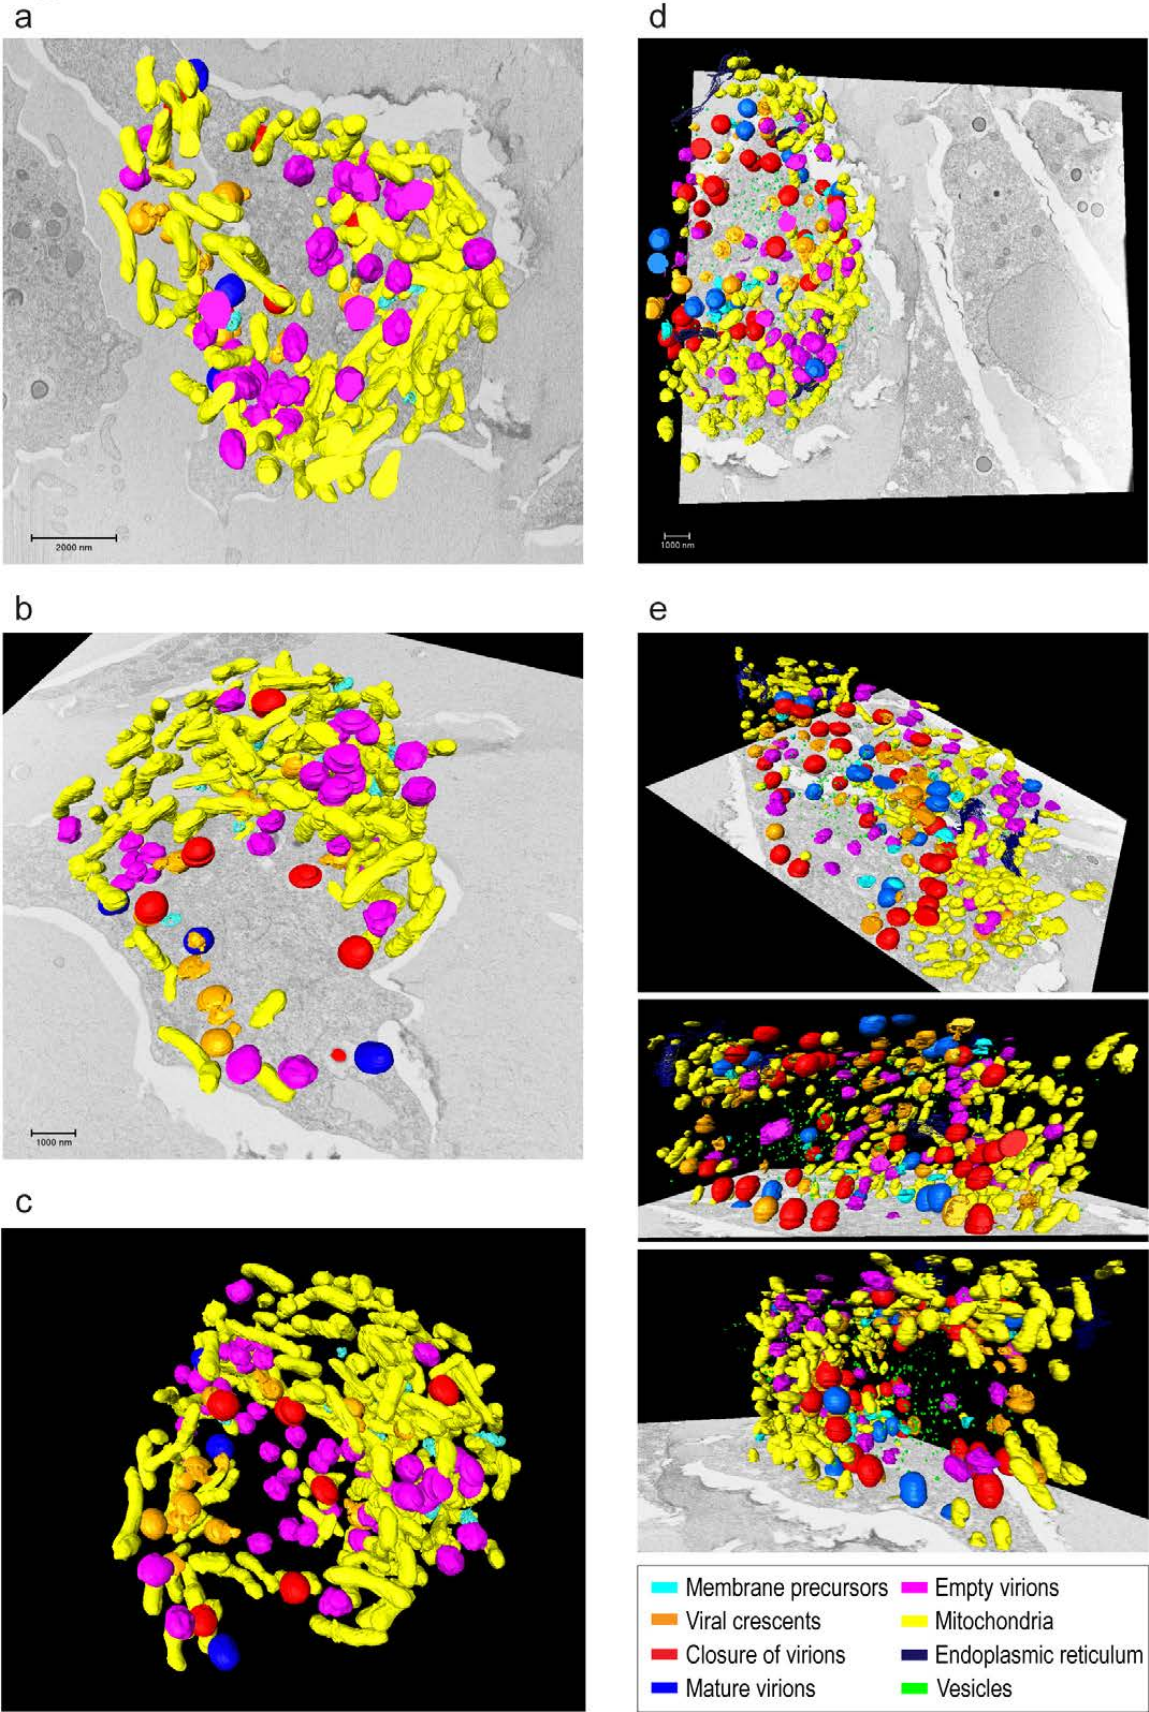 a
d
2000 nm
1000 nm
b
e
1000 nm
c
Membrane precursors
Empty virions
Viral crescents
Mitochondria
Closure of virions
Endoplasmic reticulum
Mature virions
Vesicles